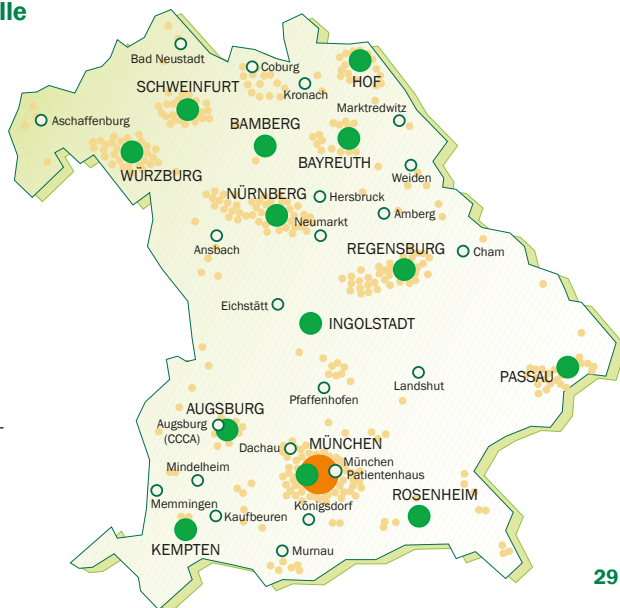 lle
Bad Neustadt
Coburg
HOF
SCHWEINFURT
Kronach
Marktredwitz
Aschaffenburg
BAMBERG
BAYREUTH
WÜRZBURG
Weiden
NÜRNBERG
Hersbruck
Neumarkt
Amberg
Ansbach
REGENSBURG
Cham
Eichstätt
INGOLSTADT
PASSAU
Landshut
Pfaffenhofen
AUGSBURG
Augsburg
(CCCA)
Dachau
MÜNCHEN
München
Patientenhaus
Mindelheim
ROSENHEIM
Memmingen
Königsdorf
Kaufbeuren
KEMPTEN
Murnau
29